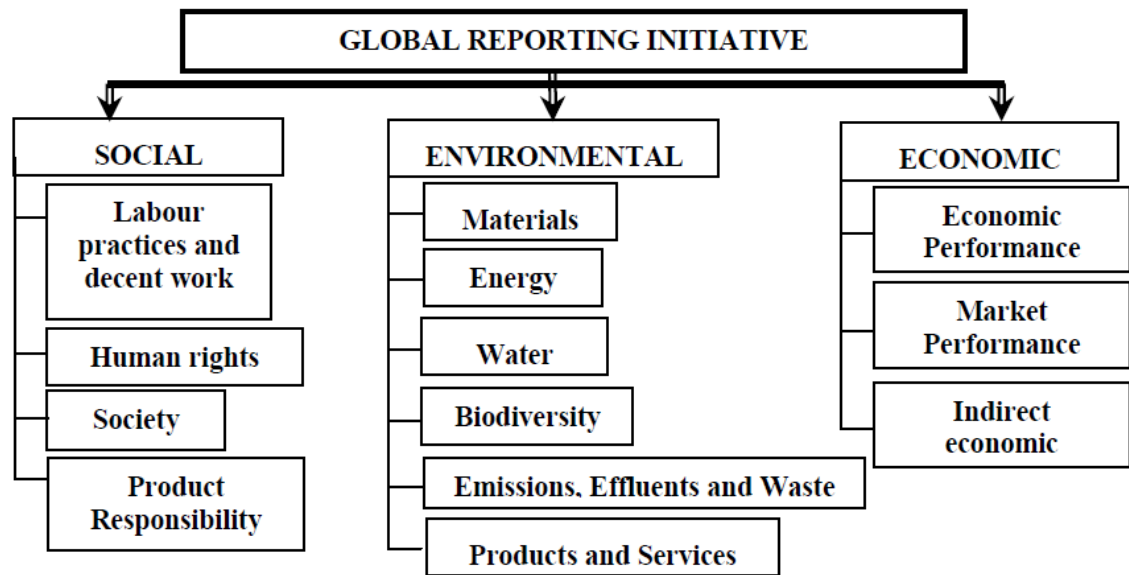 GLOBAL REPORTING INITIATIVE
SOCIAL
Labour
practices and
decent work
Human rights
Society
Product
Responsibility
ENVIRONMENTAL
Materials
Energy
Water
Biodiversity
Emissions, Effluents and Waste
Products and Services
ECONOMIC
Economic
Performance
Market
Performance
Indirect
economic